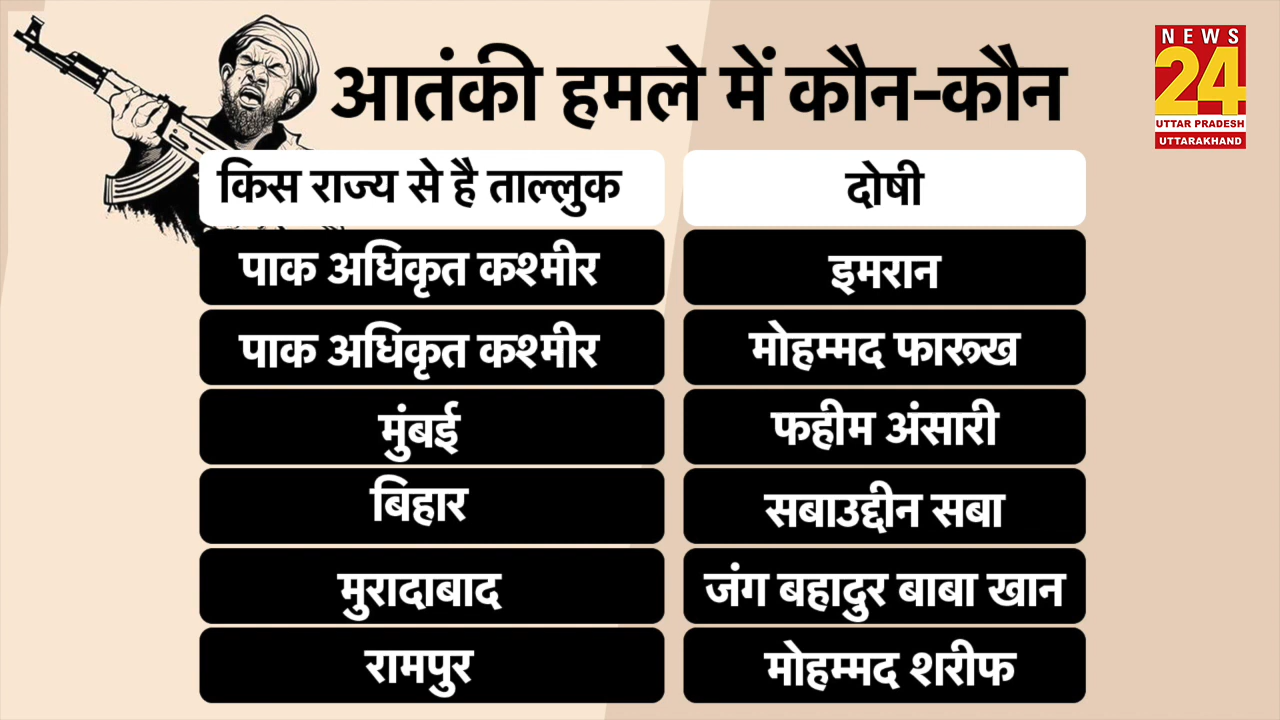 आतंकी हमले में कौन-कौन
NEWS
24
UTTAR PRADESH
UTTARAKHAND
किस राज्य से है ताल्लुक दोषी
पाक अधिकृत कश्मीर इमरान
पाक अधिकृत कश्मीर मोहम्मद फारूख
मुंबई फहीम अंसारी
बिहार सबाउद्दीन सबा
मुरादाबाद जंग बहादुर बाबा खान
रामपुर मोहम्मद शरीफ